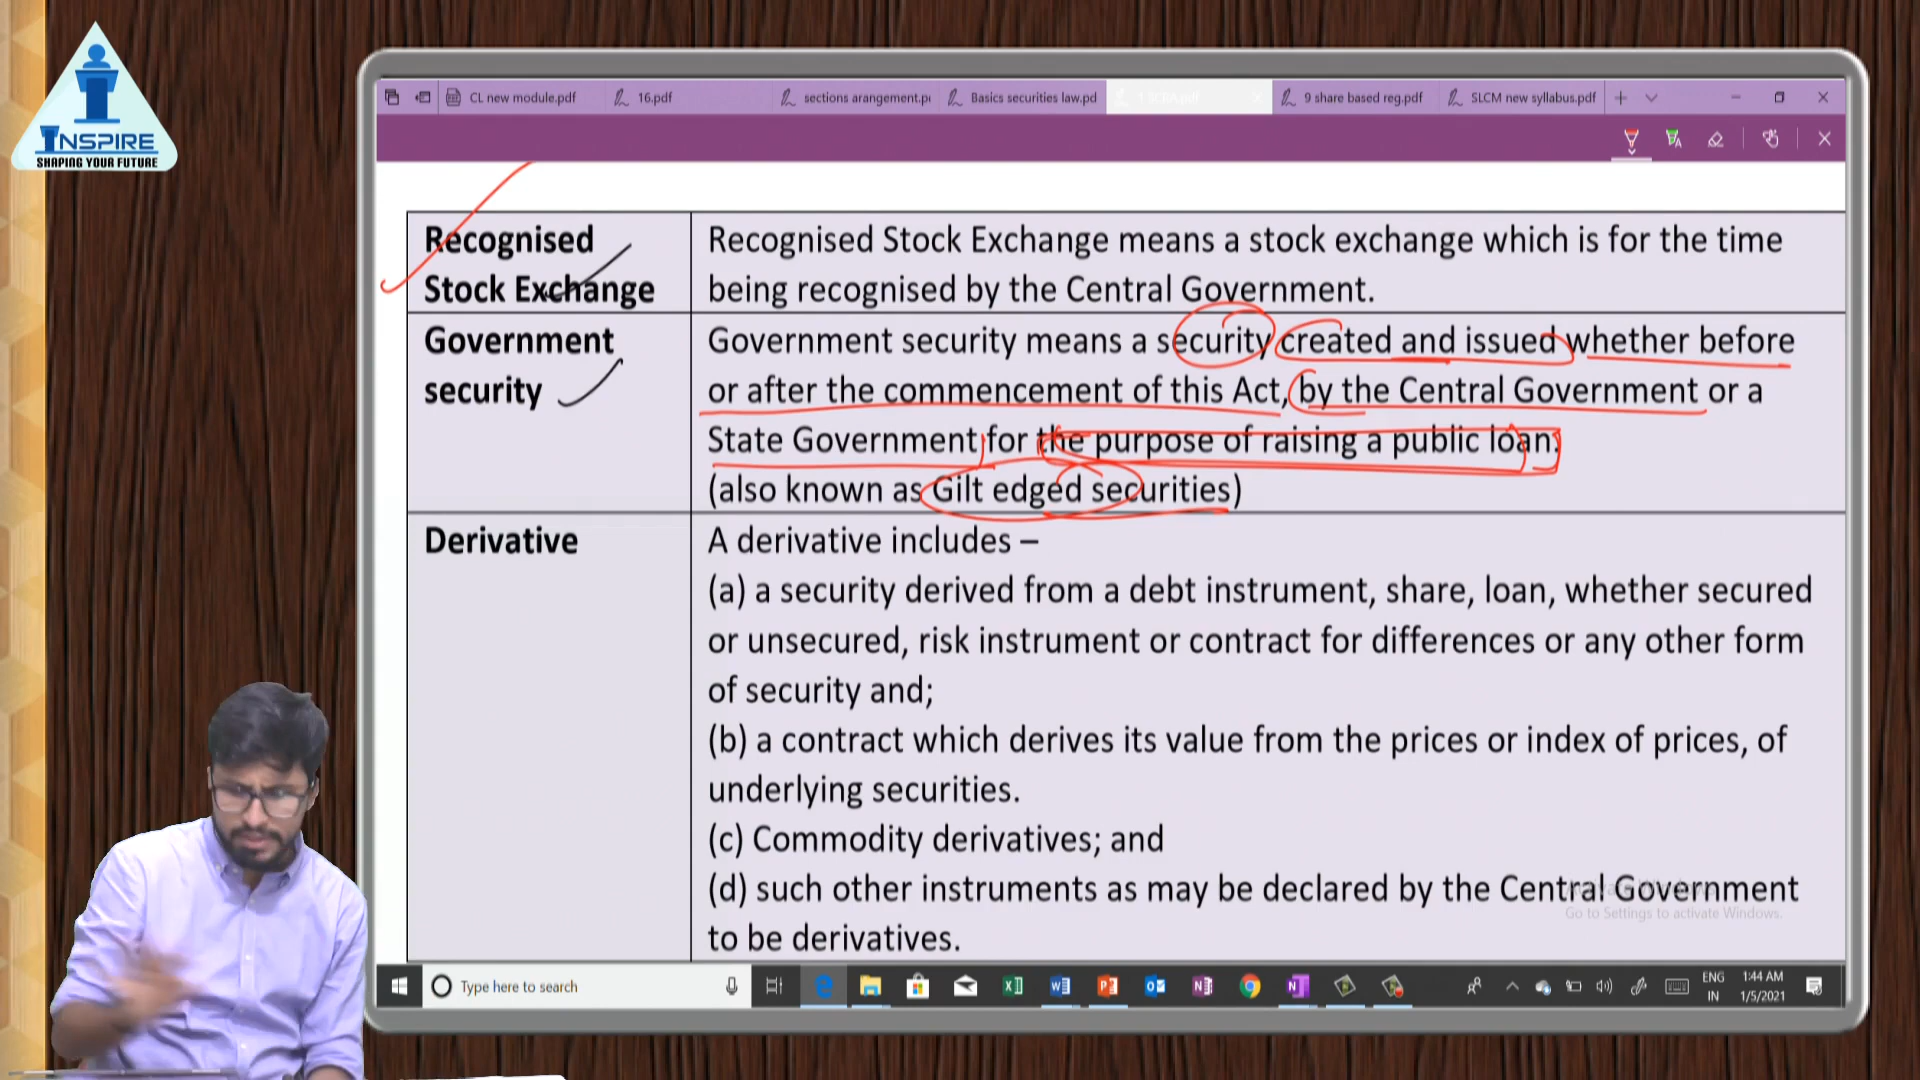 INSPIRE
SHAPING YOUR FUTURE
CL new module.pdf
16.pdf
sections arangement.p
Basics securities law.pd
1 SCRA.pdf
9 share based reg.pdf
SLCM new syllabus.pdf
Recognised
Stock Exchange
Recognised Stock Exchange means a stock exchange which is for the time
being recognised by the Central Government.
Government
security
Government security means a security created and issued whether before
or after the commencement of this Act, by the Central Government or a
State Government for the purpose of raising a public loan.
(also known as Gilt edged securities)
Derivative
A derivative includes –
(a) a security derived from a debt instrument, share, loan, whether secured
or unsecured, risk instrument or contract for differences or any other form
of security and;
(b) a contract which derives its value from the prices or index of prices, of
underlying securities.
(c) Commodity derivatives; and
(d) such other instruments as may be declared by the Central Government
to be derivatives.
Activate Windows
Go to Settings to activate Windows.
Type here to search
ENG
IN
1:44 AM
1/5/2021